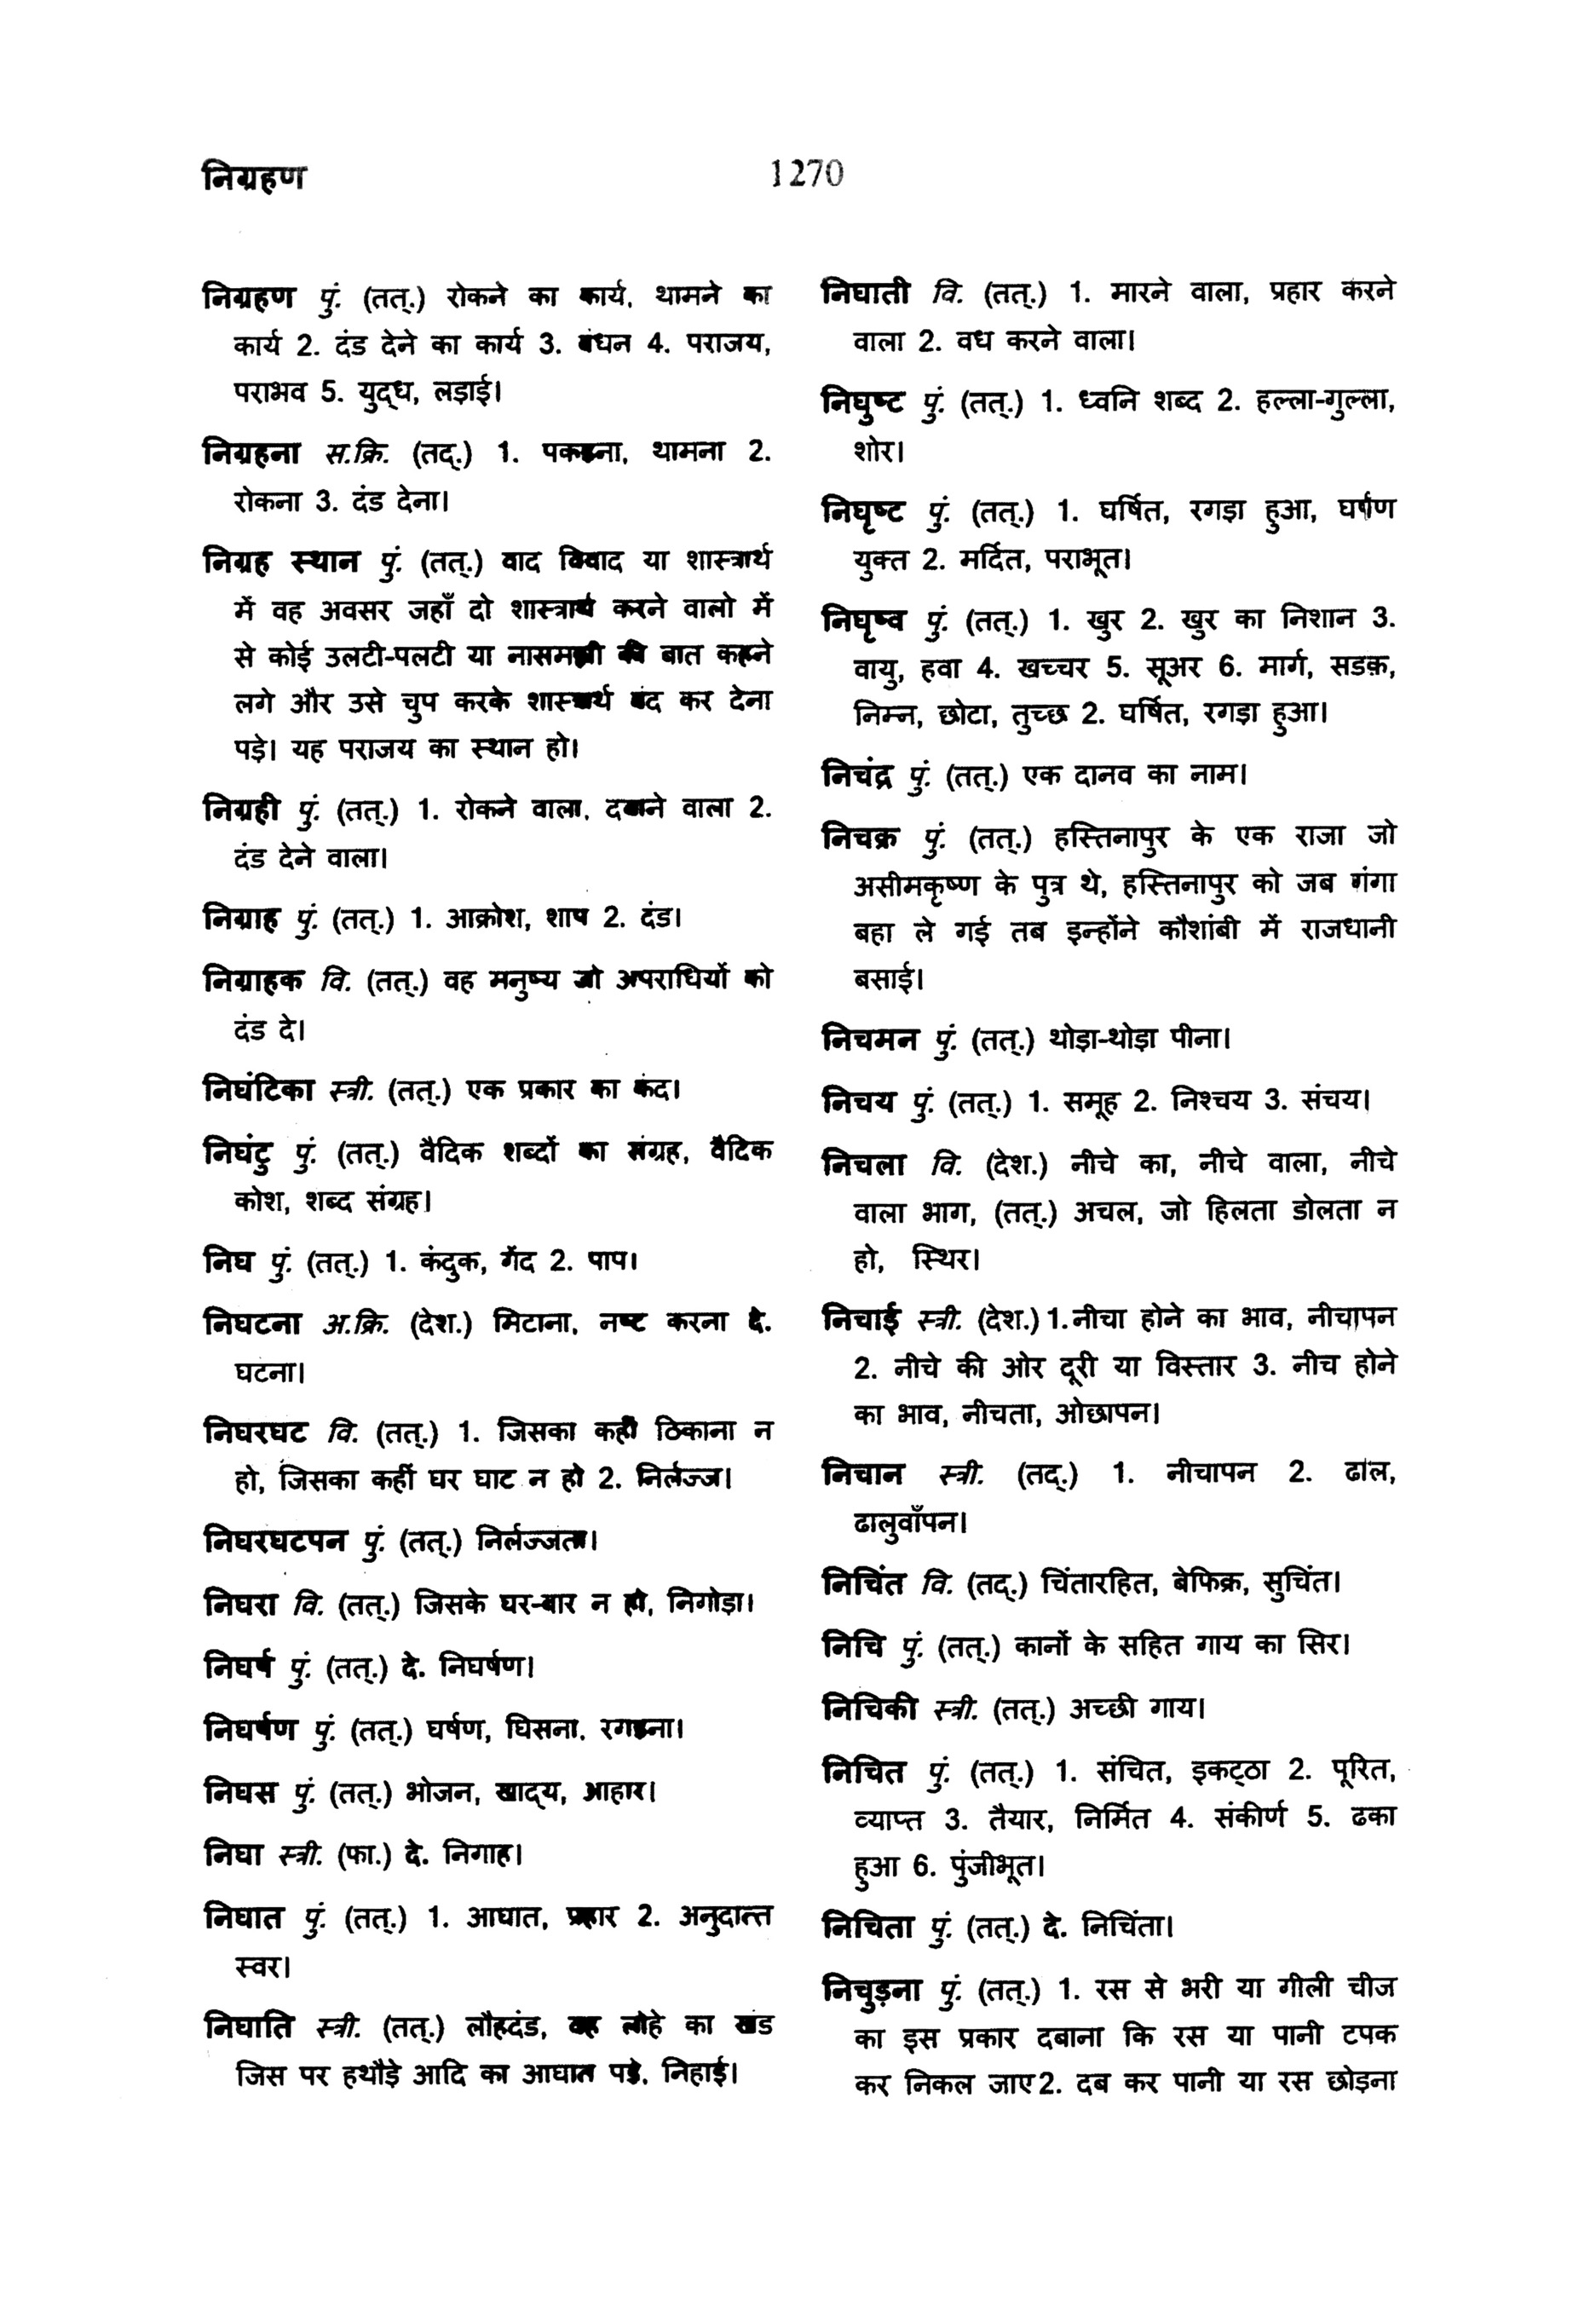 निग्रहण
1270
निग्रहण पुं. (तत्.) रोकने का कार्य, थामने का
कार्य 2. दंड देने का कार्य 3. बंधन 4. पराजय,
पराभव 5. युद्ध, लड़ाई।
निग्रहना स.क्रि. (तद्.) 1. पकड़ना, थामना 2.
रोकना 3. दंड देना।
निग्रह स्थान पुं. (तत्.) वाद विवाद या शास्त्रार्थ
में वह अवसर जहाँ दो शास्त्रार्थ करने वालो में
से कोई उलटी-पलटी या नासमझी की बात कहने
लगे और उसे चुप करके शास्त्रार्थ बंद कर देना
पड़े। यह पराजय का स्थान हो।
निग्रही पुं. (तत्.) 1. रोकने वाला, दबाने वाला 2.
दंड देने वाला।
निग्राह पुं. (तत्.) 1. आक्रोश, शाप 2. दंड।
निग्राहक वि. (तत्.) वह मनुष्य जो अपराधियों को
दंड दे।
निघंटिका स्त्री. (तत्.) एक प्रकार का कंद।
निघंटु पुं. (तत्.) वैदिक शब्दों का संग्रह, वैदिक
कोश, शब्द संग्रह।
निघ पुं. (तत्.) 1. कंदुक, गेंद 2. पाप।
निघटना अ.क्रि. (देश.) मिटाना, नष्ट करना दे.
घटना।
निघरघट वि. (तत्.) 1. जिसका कहीं ठिकाना न
हो, जिसका कहीं घर घाट न हो 2. निर्लज्ज।
निघरघटपन पुं. (तत्.) निर्लज्जता।
निघरा वि. (तत्.) जिसके घर-बार न हो, निगोड़ा।
निघर्ष पुं. (तत्.) दे. निघर्षण।
निघर्षण पुं. (तत्.) घर्षण, घिसना, रगड़ना।
निघस पुं. (तत्.) भोजन, खाद्य, आहार।
निघा स्त्री. (फा.) दे. निगाह।
निघात पुं. (तत्.) 1. आघात, प्रहार 2. अनुदान्त
स्वर।
निघाति स्त्री. (तत्.) लौहदंड, वह लोहे का खंड
जिस पर हथौड़े आदि का आघात पड़े, निहाई।
निघाती वि. (तत्.) 1. मारने वाला, प्रहार करने
वाला 2. वध करने वाला।
निघुष्ट पुं. (तत्.) 1. ध्वनि शब्द 2. हल्ला-गुल्ला,
शोर।
निघृष्ट पुं. (तत्.) 1. घर्षित, रगड़ा हुआ, घर्षण
युक्त 2. मर्दित, पराभूत।
निघृष्व पुं. (तत्.) 1. खुर 2. खुर का निशान 3.
वायु, हवा 4. खच्चर 5. सूअर 6. मार्ग, सडक़,
निम्न, छोटा, तुच्छ 2. घर्षित, रगड़ा हुआ।
निचंद्र पुं. (तत्.) एक दानव का नाम।
निचक्र पुं. (तत्.) हस्तिनापुर के एक राजा जो
असीमकृष्ण के पुत्र थे, हस्तिनापुर को जब गंगा
बहा ले गई तब इन्होंने कौशांबी में राजधानी
बसाई।
निचमन पुं. (तत्.) थोड़ा-थोड़ा पीना।
निचय पुं. (तत्.) 1. समूह 2. निश्चय 3. संचय।
निचला वि. (देश.) नीचे का, नीचे वाला, नीचे
वाला भाग, (तत्.) अचल, जो हिलता डोलता न
हो, स्थिर।
निचाई स्त्री. (देश.) 1.नीचा होने का भाव, नीचापन
2. नीचे की ओर दूरी या विस्तार 3. नीच होने
का भाव, नीचता, ओछापन।
निचान स्त्री. (तद्.) 1. नीचापन 2. ढाल,
ढालुवाँपन।
निचिंत वि. (तद्.) चिंतारहित, बेफिक्र, सुचिंत।
निचि पुं. (तत्.) कानों के सहित गाय का सिर।
निचिकी स्त्री. (तत्.) अच्छी गाय।
निचित पुं. (तत्.) 1. संचित, इकट्ठा 2. पूरित,
व्याप्त 3. तैयार, निर्मित 4. संकीर्ण 5. ढका
हुआ 6. पुंजीभूत।
निचिता पुं. (तत्.) दे. निचिंता।
निचुड़ना पुं. (तत्.) 1. रस से भरी या गीली चीज
का इस प्रकार दबाना कि रस या पानी टपक
कर निकल जाए2. दब कर पानी या रस छोड़ना